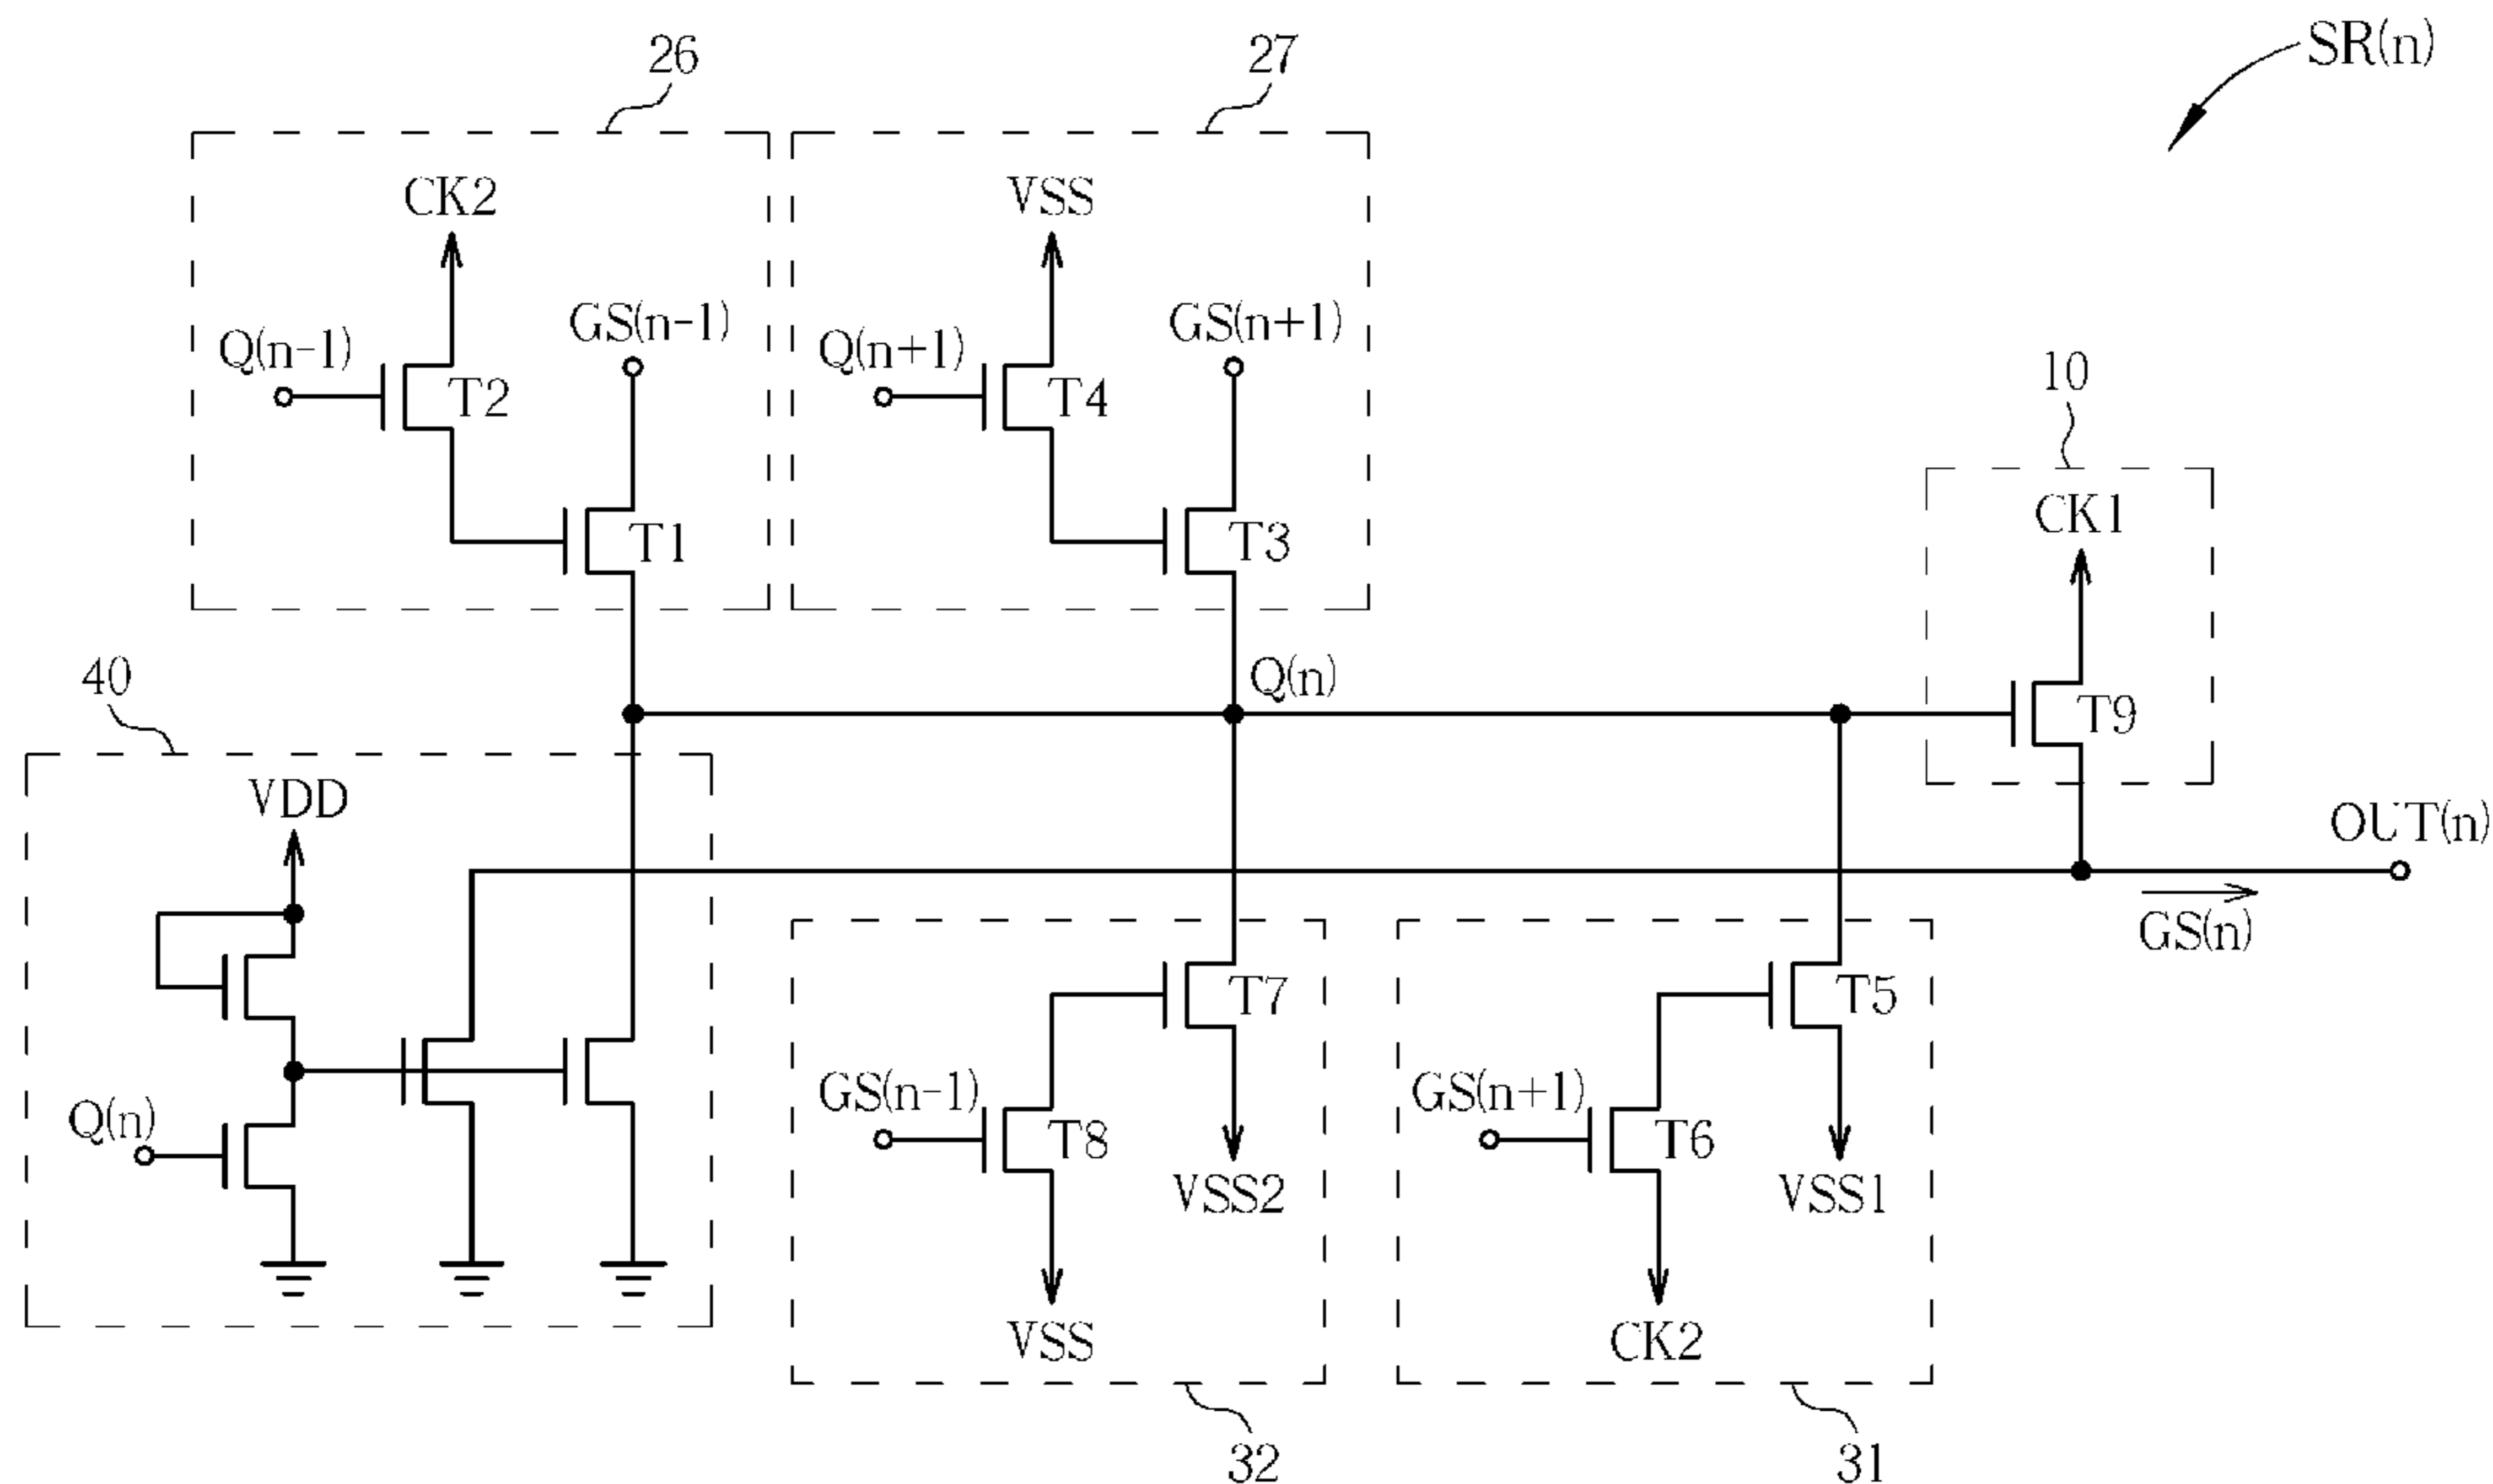 SR(n)
26
27
CK2
VSS
GS(n-1)
GS(n+1)
Q(n-1)
Q(n+1)
T2
T4
10
CK1
T1
T3
Q(n)
40
T9
VDD
OUT(n)
GS(n)
T7
T5
GS(n-1)
GS(n+1)
Q(n)
T8
T6
VSS2
VSS1
VSS
CK2
32
31